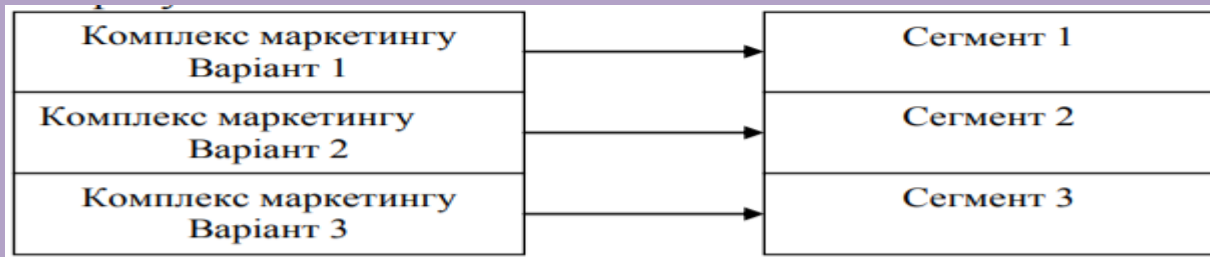 Комплекс маркетингу
Варіант 1
Сегмент 1
Комплекс маркетингу
Варіант 2
Сегмент 2
Комплекс маркетингу
Варіант 3
Сегмент 3